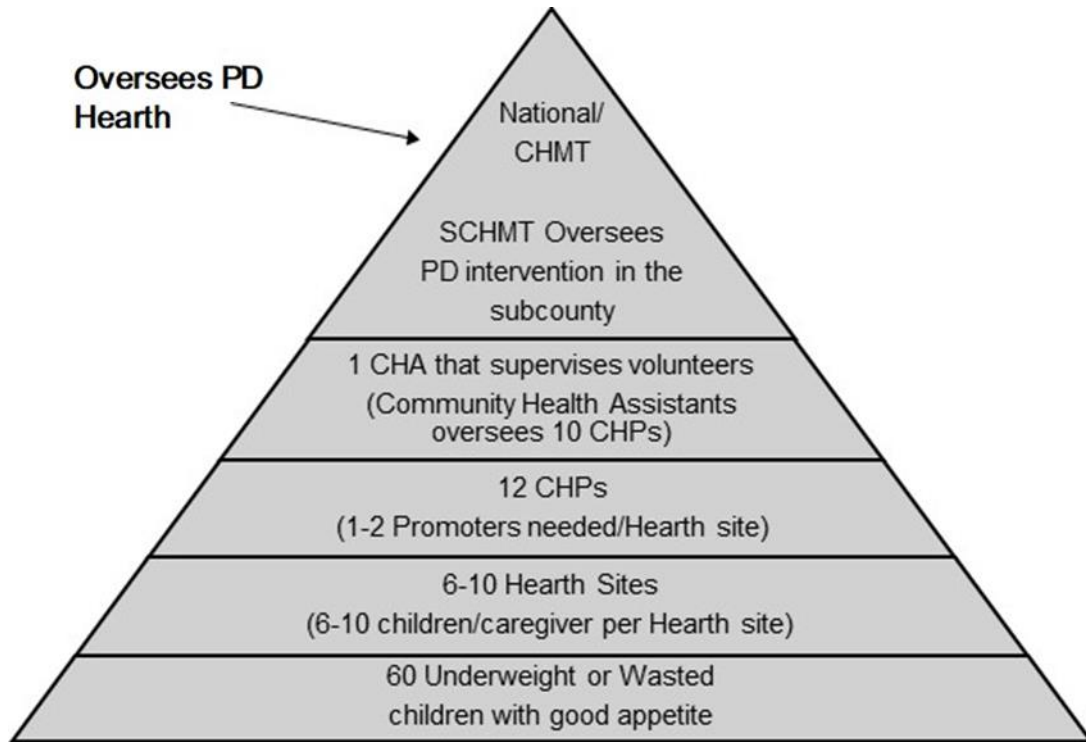 Oversees PD
Hearth
National/
CHMT
SCHMT Oversees
PD intervention in the
subcounty
1 CHA that supervises volunteers
(Community Health Assistants
oversees 10 CHPs)
12 CHPs
(1-2 Promoters needed/Hearth site)
6-10 Hearth Sites
(6-10 children/caregiver per Hearth site)
60 Underweight or Wasted
children with good appetite